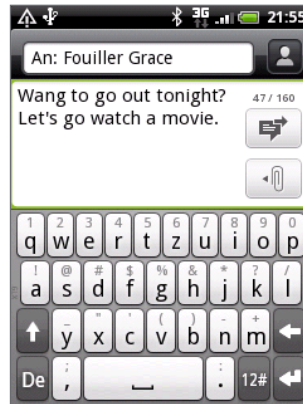 3G 21:55
An: Fouiller Grace
Wang to go out tonight?
Let's go watch a movie.
47 / 160
1 2 3 4 5 6 7 8 9 0
q w e r t z u i o p
! @ # $ % & * ? /
a s d f g h j k l
_ " ' ( ) - +
y x c v b n m
De ; , : . 12#